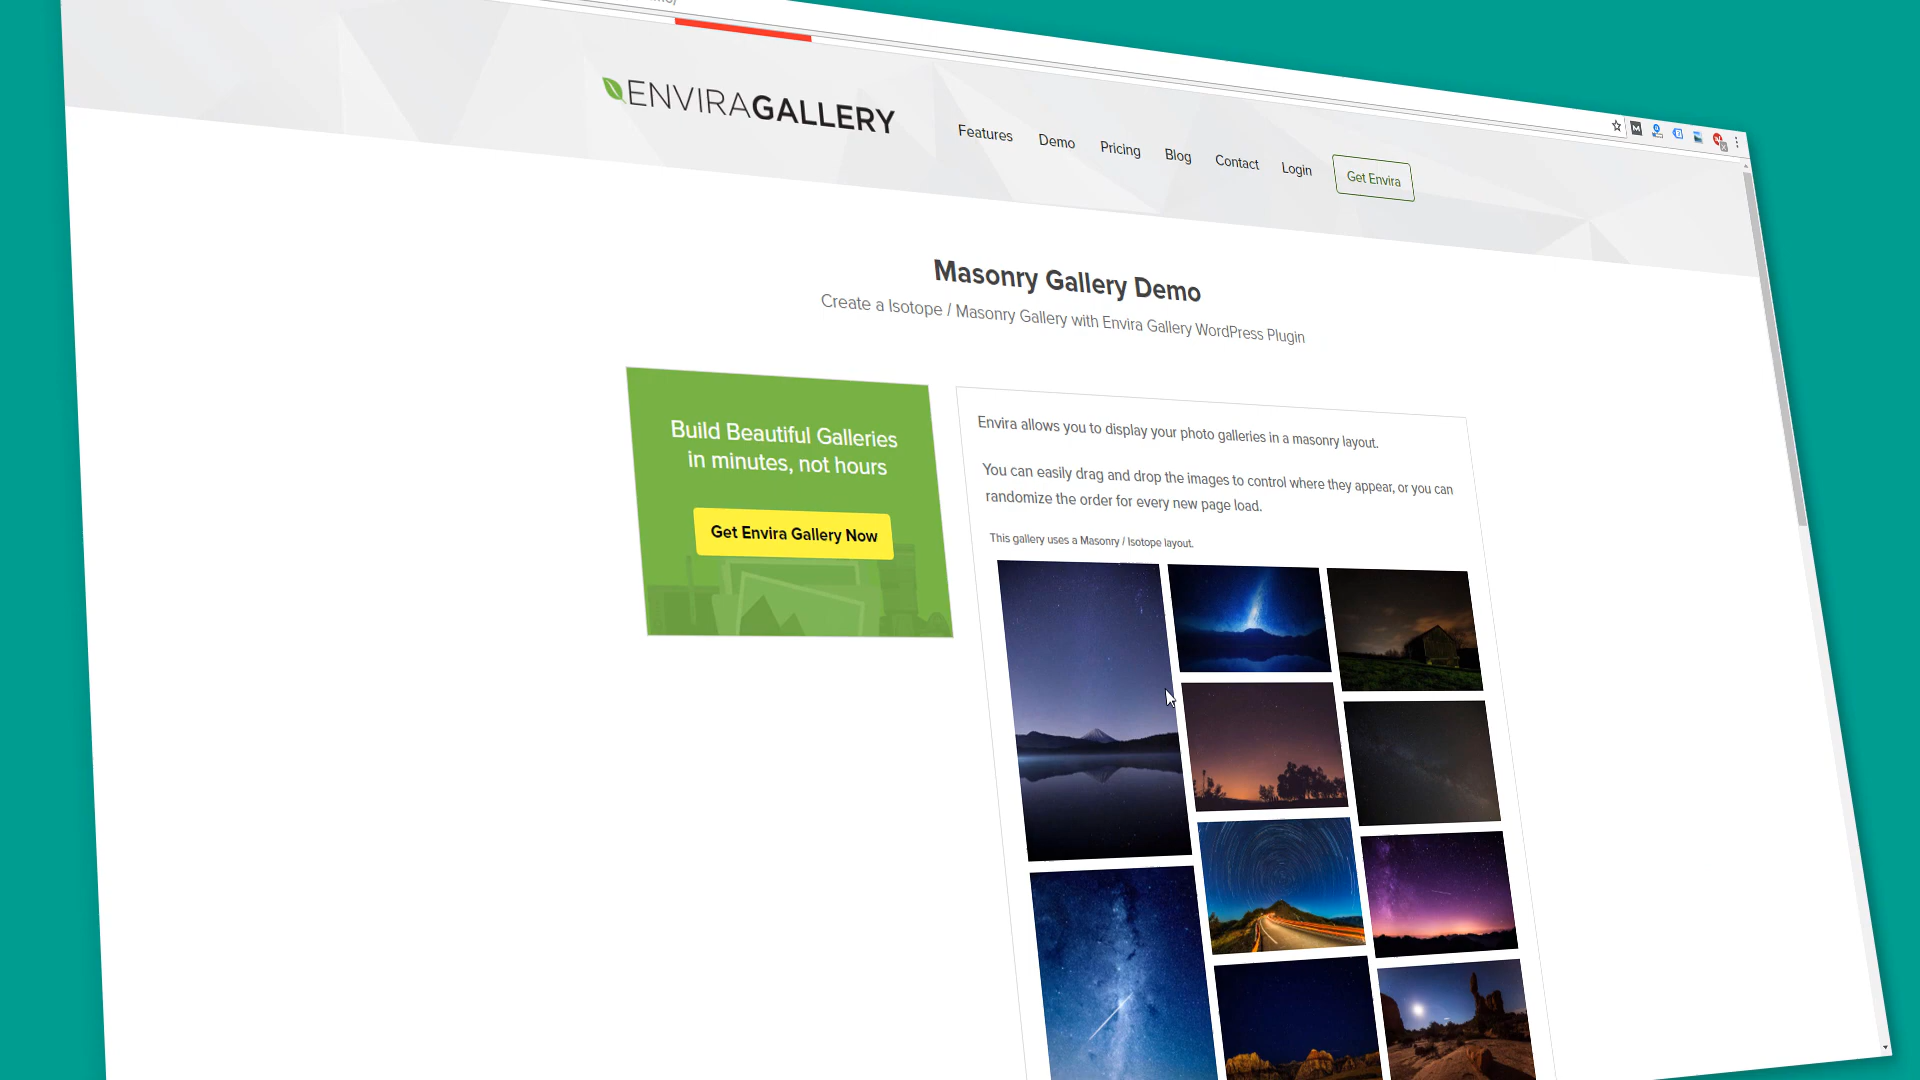 ENVIRAGALLERY
Features
Demo
Pricing
Blog
Contact
Login
Get Envira
Masonry Gallery Demo
Create a Isotope / Masonry Gallery with Envira Gallery WordPress Plugin
Build Beautiful Galleries
in minutes, not hours
Get Envira Gallery Now
Envira allows you to display your photo galleries in a masonry layout.
You can easily drag and drop the images to control where they appear, or you can
randomize the order for every new page load.
This gallery uses a Masonry / Isotope layout.